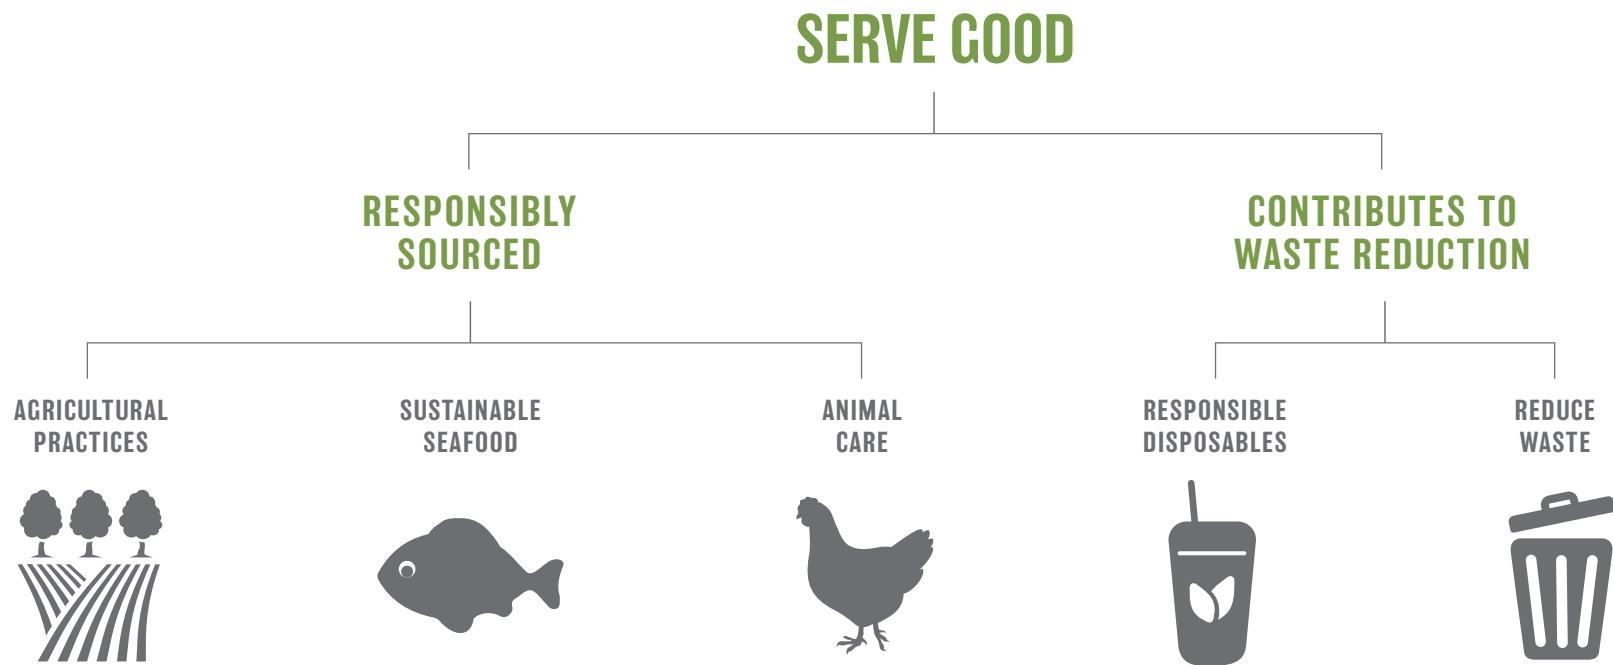 SERVE GOOD
RESPONSIBLY
SOURCED
CONTRIBUTES TO
WASTE REDUCTION
AGRICULTURAL
PRACTICES
SUSTAINABLE
SEAFOOD
ANIMAL
CARE
RESPONSIBLE
DISPOSABLES
REDUCE
WASTE